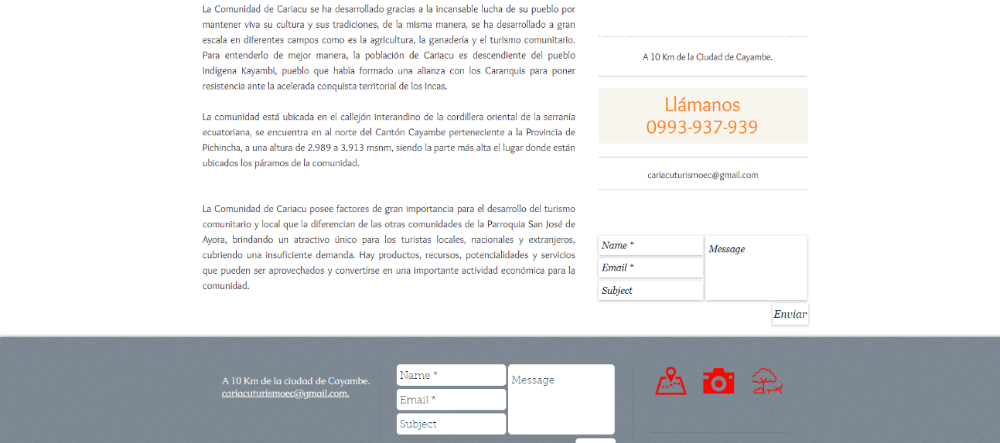 La Comunidad de Cariacu se ha desarrollado gracias a la incansable lucha de su pueblo por
mantener viva su cultura y sus tradiciones, de la misma manera, se ha desarrollado a gran
escala en diferentes campos como es la agricultura, la ganadería y el turismo comunitario.
Para entenderlo de mejor manera, la población de Cariacu es descendiente del pueblo
indígena Kayambi, pueblo que había formado una alianza con los Caranquis para poner
resistencia ante la acelerada conquista territorial de los Incas.
La comunidad está ubicada en el callejón interandino de la cordillera oriental de la serranía
ecuatoriana, se encuentra en al norte del Cantón Cayambe perteneciente a la Provincia de
Pichincha, a una altura de 2.989 a 3.913 msnm, siendo la parte más alta el lugar donde están
ubicados los páramos de la comunidad.
La Comunidad de Cariacu posee factores de gran importancia para el desarrollo del turismo
comunitario y local que la diferencian de las otras comunidades de la Parroquia San José de
Ayora, brindando un atractivo único para los turistas locales, nacionales y extranjeros,
cubriendo una insuficiente demanda. Hay productos, recursos, potencialidades y servicios
que pueden ser aprovechados y convertirse en una importante actividad económica para la
comunidad.
A 10 Km de la Ciudad de Cayambe.
Llámanos
0993-937-939
cariacuturismoec@gmail.com
Name *
Email *
Subject
Message
Enviar
A 10 Km de la ciudad de Cayambe.
cariacuturismoec@gmail.com.
Name *
Email *
Subject
Message